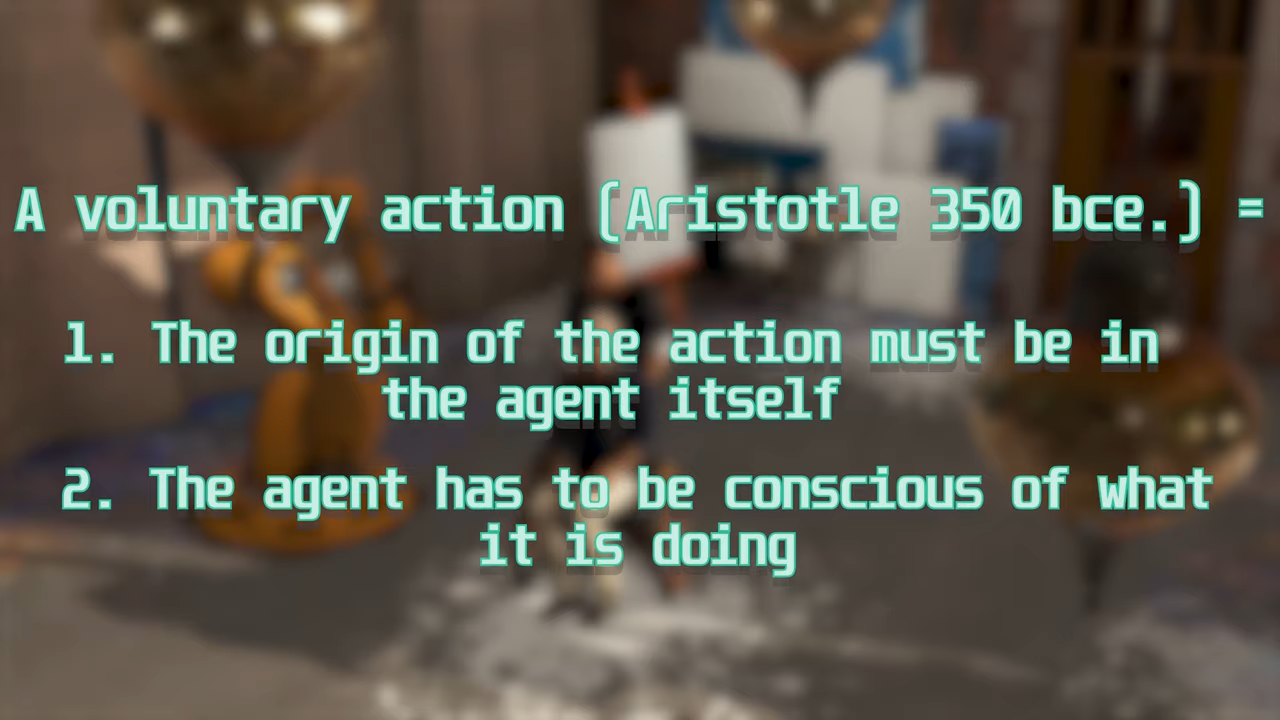 A voluntary action (Aristotle 350 bce.) =
1. The origin of the action must be in
the agent itself
2. The agent has to be conscious of what
it is doing